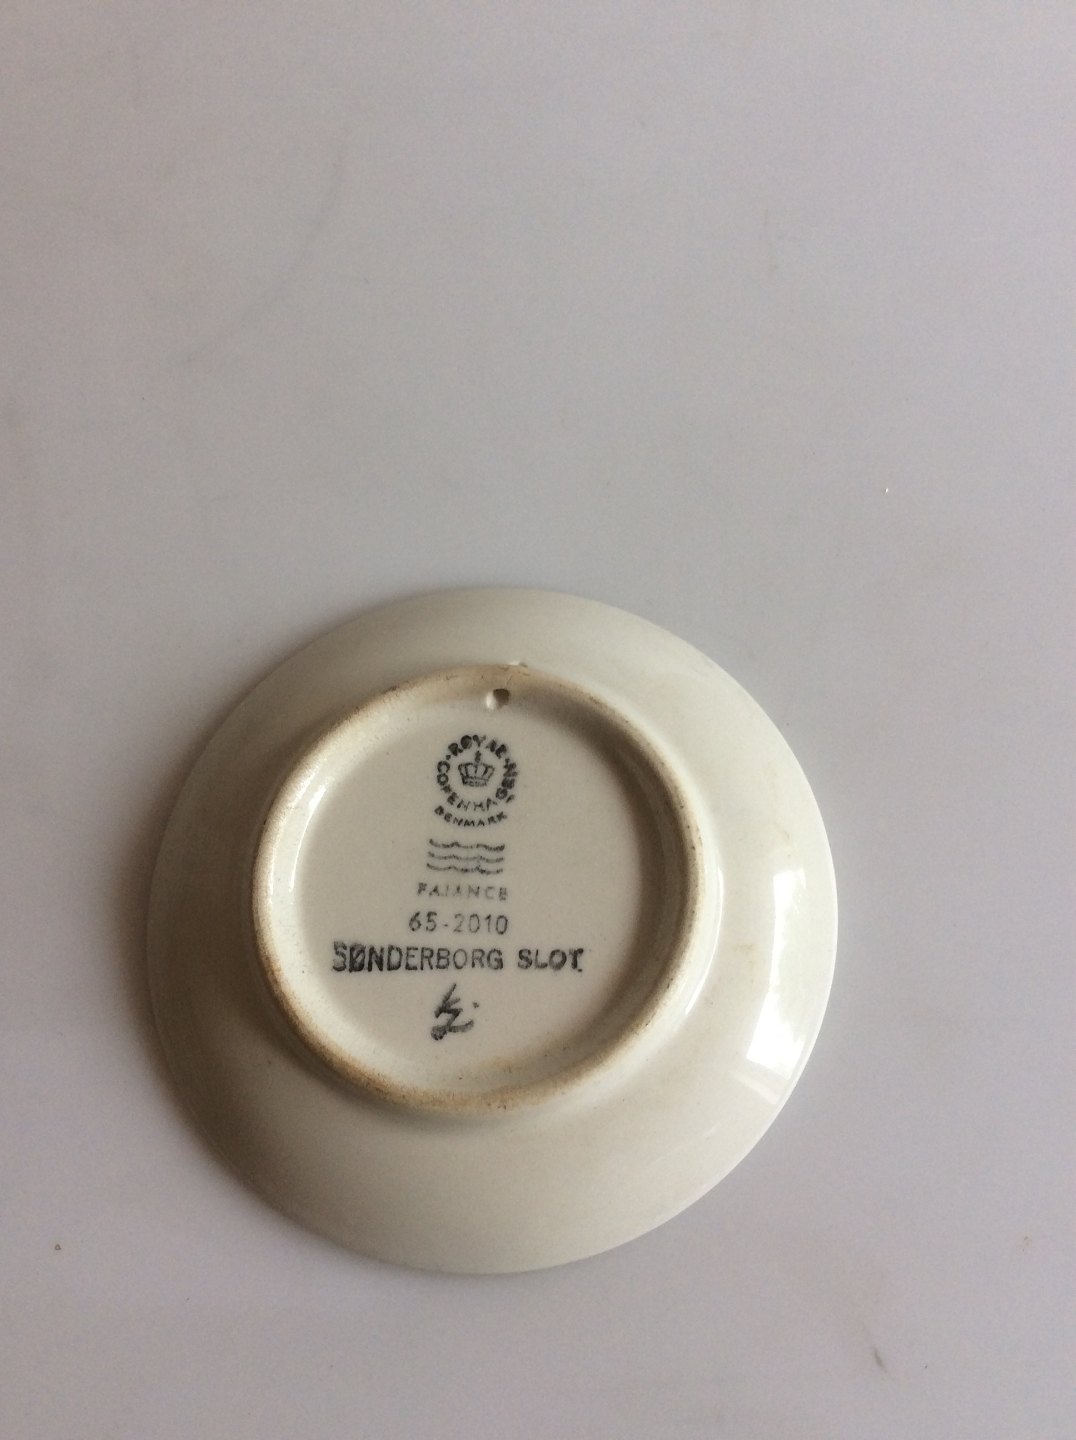 ROYAL COPENHAGEN
DENMARK
FAJANCE
65-2010
SØNDERBORG SLOT.